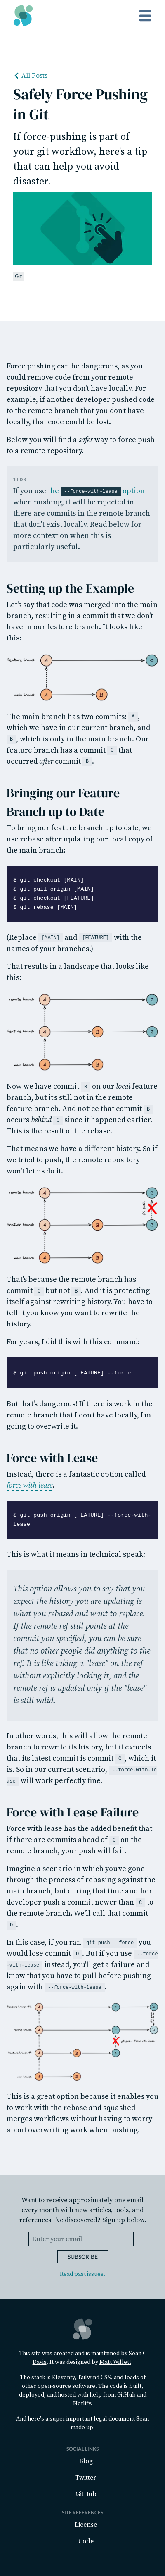 All Posts
Safely Force Pushing
in Git
If force-pushing is part of
your git workflow, here's a tip
that can help you avoid
disaster.
Git
Force pushing can be dangerous, as you
could remove code from your remote
repository that you don't have locally. For
example, if another developer pushed code
to the remote branch that you don't have
locally, that code could be lost.
Below you will find a safer way to force push
to a remote repository.
TL;DR
If you use the --force-with-lease option
when pushing, it will be rejected in
there are commits in the remote branch
that don't exist locally. Read below for
more context on when this is
particularly useful.
Setting up the Example
Let's say that code was merged into the main
branch, resulting in a commit that we don't
have in our feature branch. It looks like
this:
feature branch A C
main branch A B
The main branch has two commits: A ,
which we have in our current branch, and
B , which is only in the main branch. Our
feature branch has a commit C that
occurred after commit B .
Bringing our Feature
Branch up to Date
To bring our feature branch up to date, we
use rebase after updating our local copy of
the main branch:
$ git checkout [MAIN]
$ git pull origin [MAIN]
$ git checkout [FEATURE]
$ git rebase [MAIN]
(Replace [MAIN] and [FEATURE] with the
names of your branches.)
That results in a landscape that looks like
this:
A C
feature branch A B C
main branch A B
Now we have commit B on our local feature
branch, but it's still not in the remote
feature branch. And notice that commit B
occurs behind C since it happened earlier.
This is the result of the rebase.
That means we have a different history. So if
we tried to push, the remote repository
won't let us do it.
A C
feature branch A B C
main branch A B
That's because the remote branch has
commit C but not B . And it is protecting
itself against rewriting history. You have to
tell it you know you want to change the
history.
For years, I did this with this command:
$ git push origin [FEATURE] --force
But that's dangerous! If there is work in the
remote branch that I don't have locally, I'm
going to overwrite it.
Force with Lease
Instead, there is a fantastic option called
force with lease.
$ git push origin [FEATURE] --force-with-
lease
This is what it means in technical speak:
This option allows you to say that you
expect the history you are updating is
what you rebased and want to replace.
If the remote ref still points at the
commit you specified, you can be sure
that no other people did anything to the
ref. It is like taking a "lease" on the ref
without explicitly locking it, and the
remote ref is updated only if the "lease"
is still valid.
In other words, this will allow the remote
branch to rewrite its history, but it expects
that its latest commit is commit C , which it
is. So in our current scenario, --force-with-le
ase will work perfectly fine.
Force with Lease Failure
Force with lease has the added benefit that
if there are commits ahead of C on the
remote branch, your push will fail.
Imagine a scenario in which you've gone
through the process of rebasing against the
main branch, but during that time another
developer push a commit newer than C to
the remote branch. We'll call that commit
D .
In this case, if you ran git push --force you
would lose commit D . But if you use --force
-with-lease instead, you'll get a failure and
know that you have to pull before pushing
again with --force-with-lease .
This is a great option because it enables you
to work with the rebase and squashed
merges workflows without having to worry
about overwriting work when pushing.
Want to receive approximately one email
every month with new articles, tools, and
references I've discovered? Sign up below.
Enter your email
SUBSCRIBE
Read past issues.
This site was created and is maintained by Sean C
Davis. It was designed by Matt Willett.
The stack is Eleventy, Tailwind CSS, and loads of
other open-source software. The code is built,
deployed, and hosted with help from GitHub and
Netlify.
And here's a super important legal document Sean
made up.
SOCIAL LINKS
Blog
Twitter
GitHub
SITE REFERENCES
License
Code